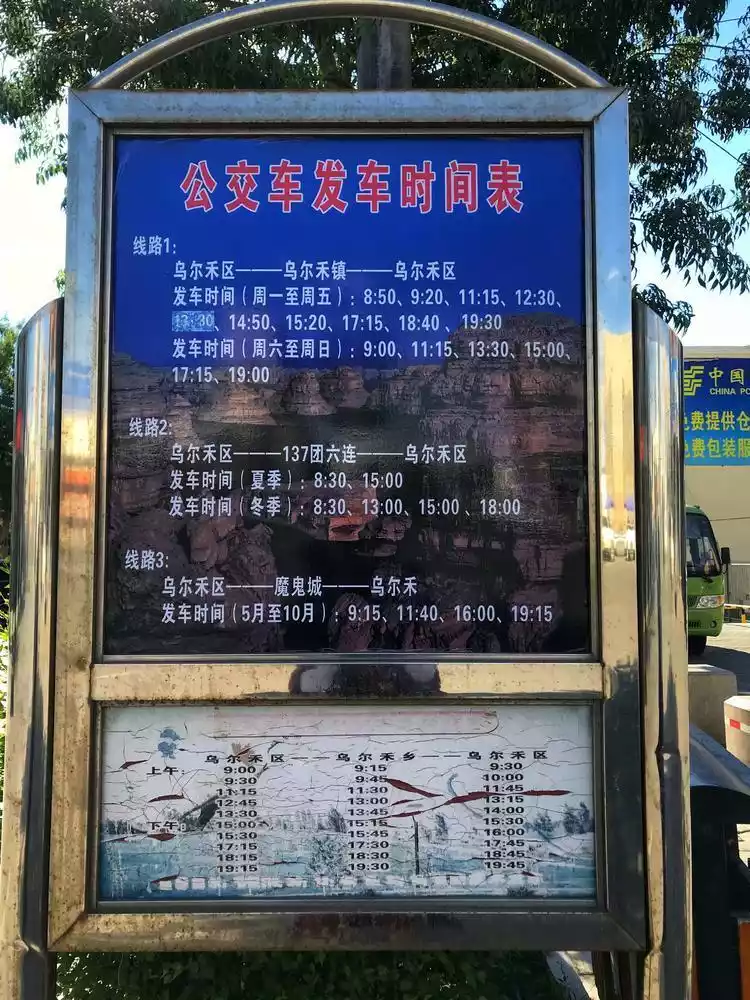 公交车发车时间表
线路1:
乌尔禾区———乌尔禾镇———乌尔禾区
发车时间(周一至周五):8:50、9:20、11:15、12:30、
13:30、14:50、15:20、17:15、18:40、19:30
发车时间(周六至周日):9:00、11:15、13:30、15:00、
17:15、19:00
线路2:
乌尔禾区———137团六连———乌尔禾区
发车时间(夏季):8:30、15:00
发车时间(冬季):8:30、13:00、15:00、18:00
线路3:
乌尔禾区———魔鬼城———乌尔禾
发车时间(5月至10月):9:15、11:40、16:00、19:15
乌尔禾区——乌尔禾乡——乌尔禾区
上午: 9:00 9:15 9:30
9:30 9:45 10:00
11:15 11:30 11:45
12:45 13:00 13:15
13:30 13:45 14:00
下午: 15:00 15:15 15:30
15:30 15:45 16:00
17:15 17:30 17:45
18:15 18:30 18:45
19:15 19:30 19:45
中国
CHINA PO
免费提供仓
免费包装服